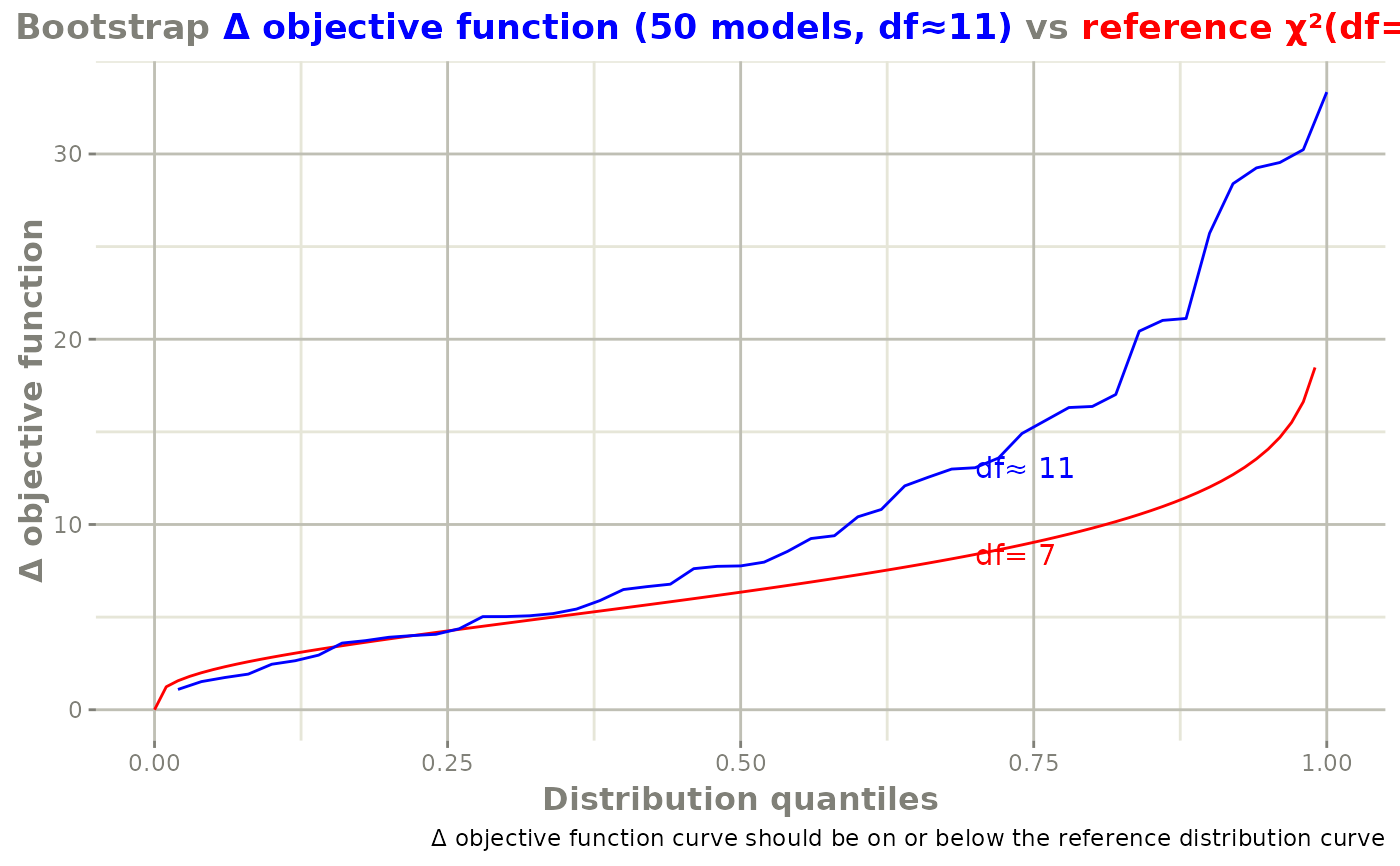 Bootstrap Δ objective function (50 models, df≈11) vs reference χ²(df=
Δ objective function
30
20
10
0
df≈ 11
df= 7
0.00 0.25 0.50 0.75 1.00
Distribution quantiles
Δ objective function curve should be on or below the reference distribution curve